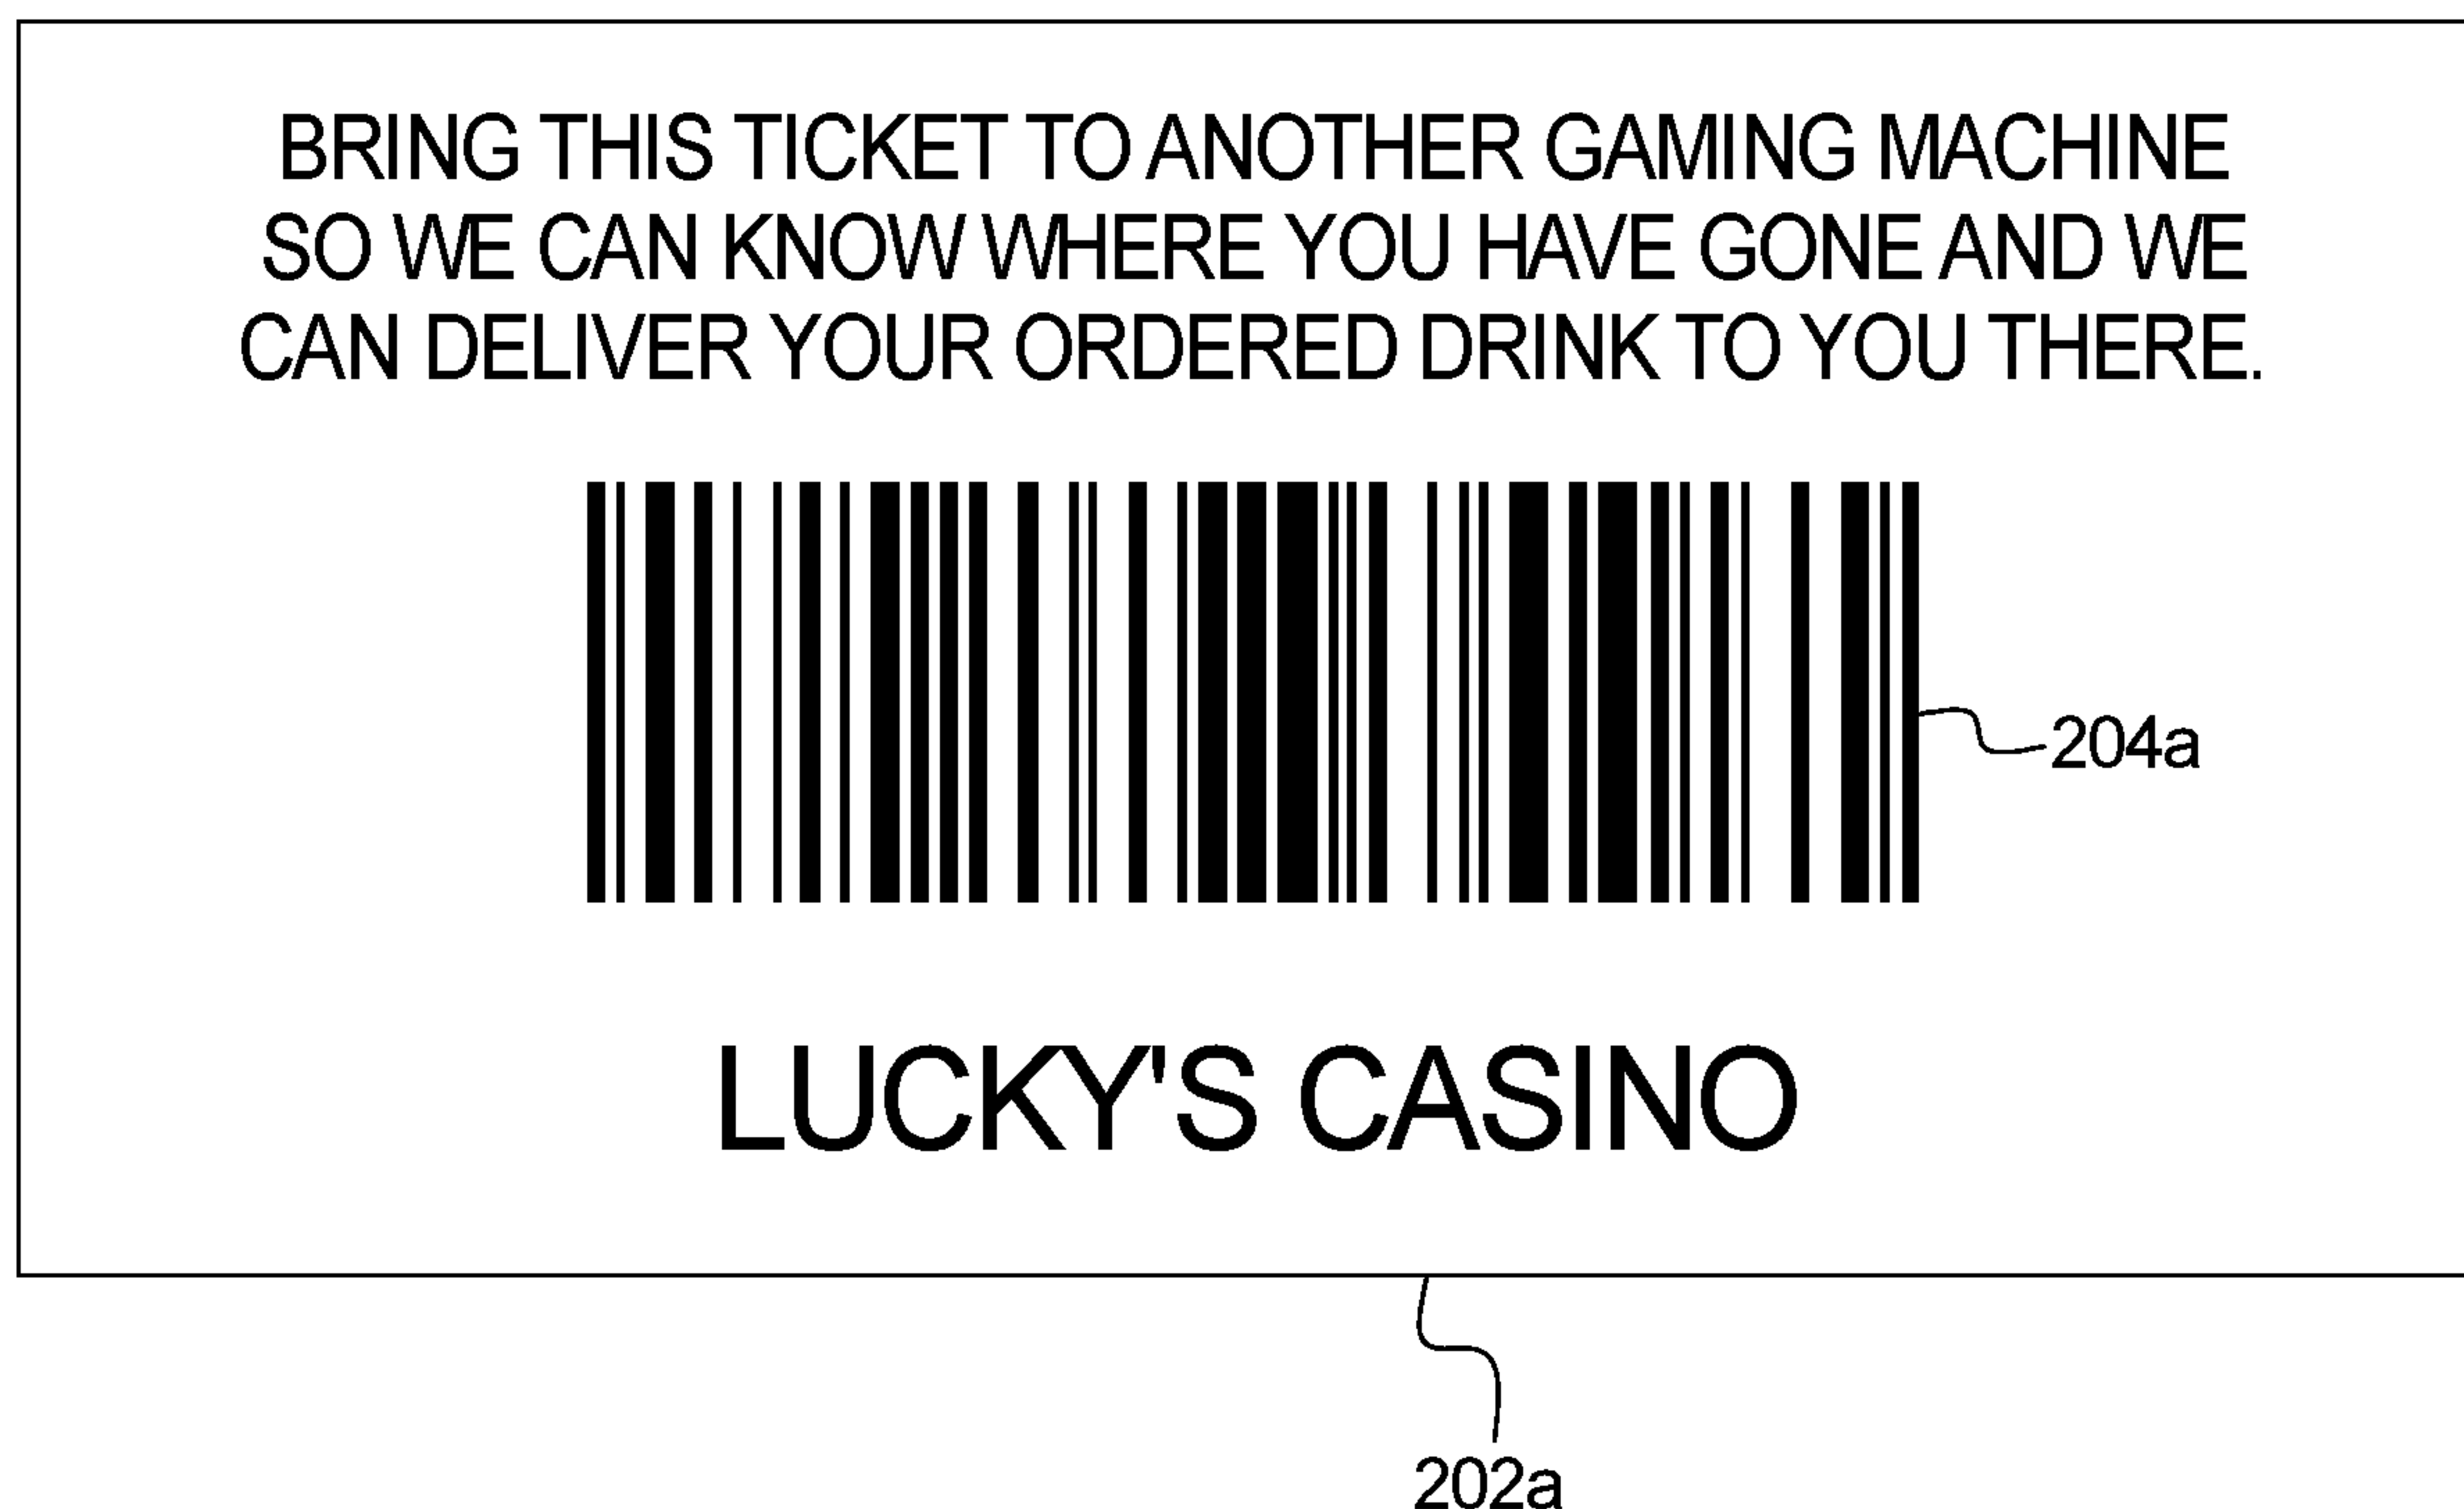 BRING THIS TICKET TO ANOTHER GAMING MACHINE
SO WE CAN KNOW WHERE YOU HAVE GONE AND WE
CAN DELIVER YOUR ORDERED DRINK TO YOU THERE.
204a
LUCKY'S CASINO
202a